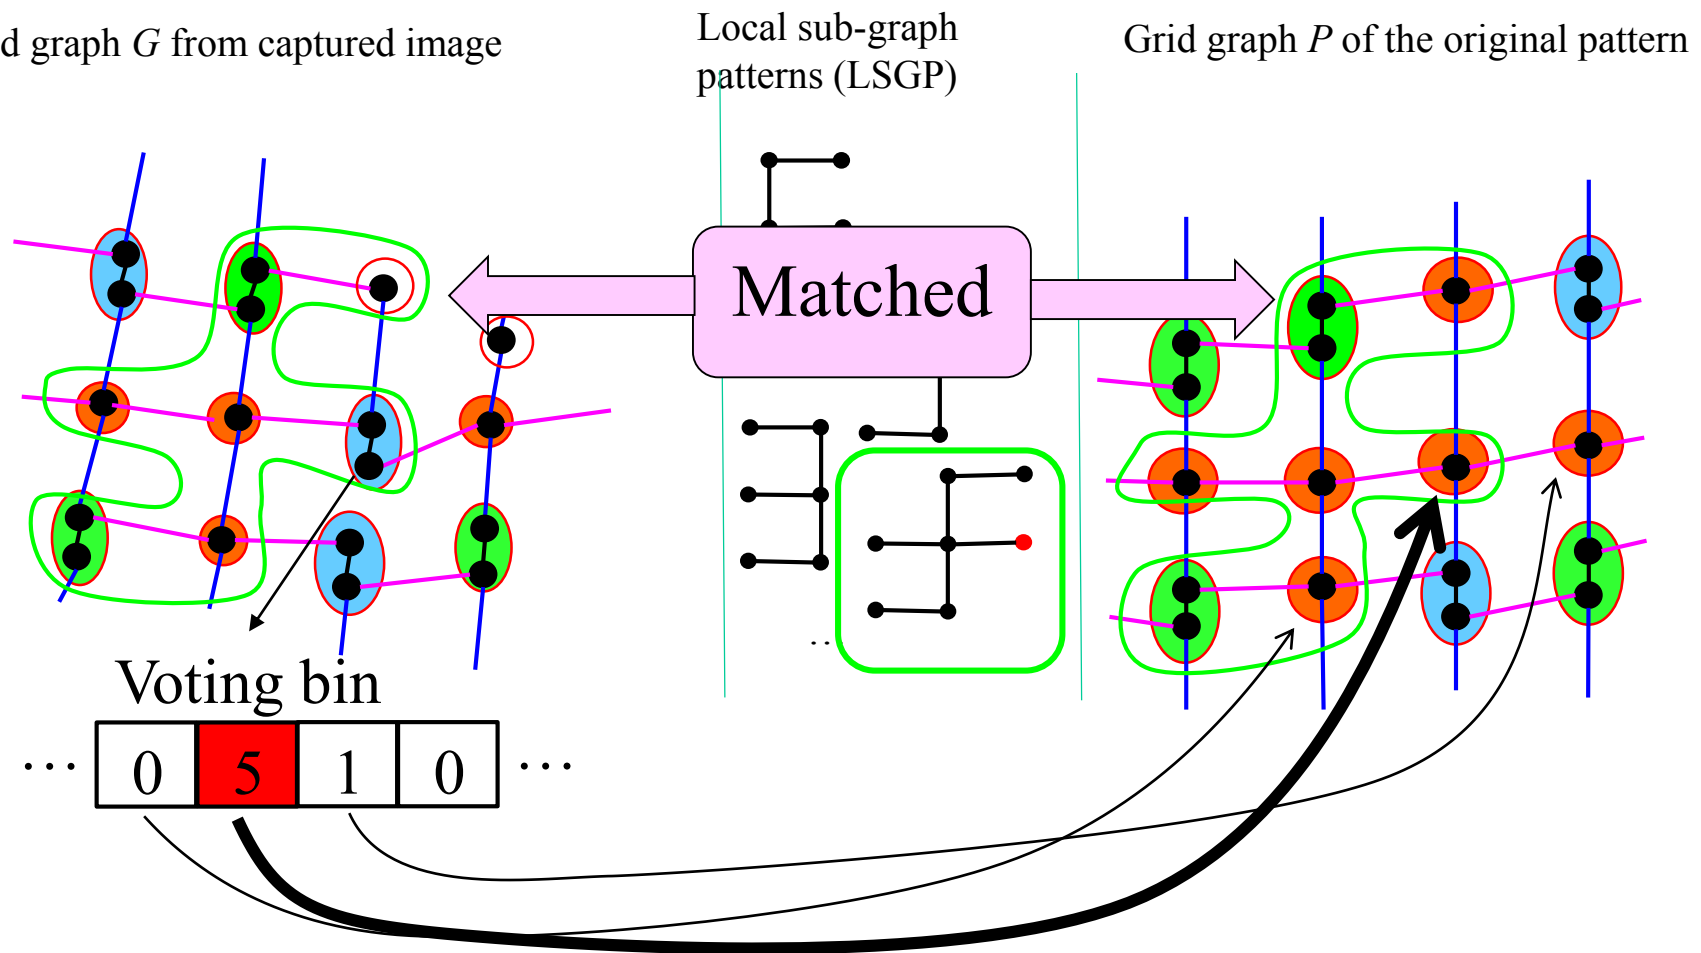 d graph G from captured image
Local sub-graph
patterns (LSGP)
Grid graph P of the original pattern
Matched
...
Voting bin
... 0 5 1 0 ...